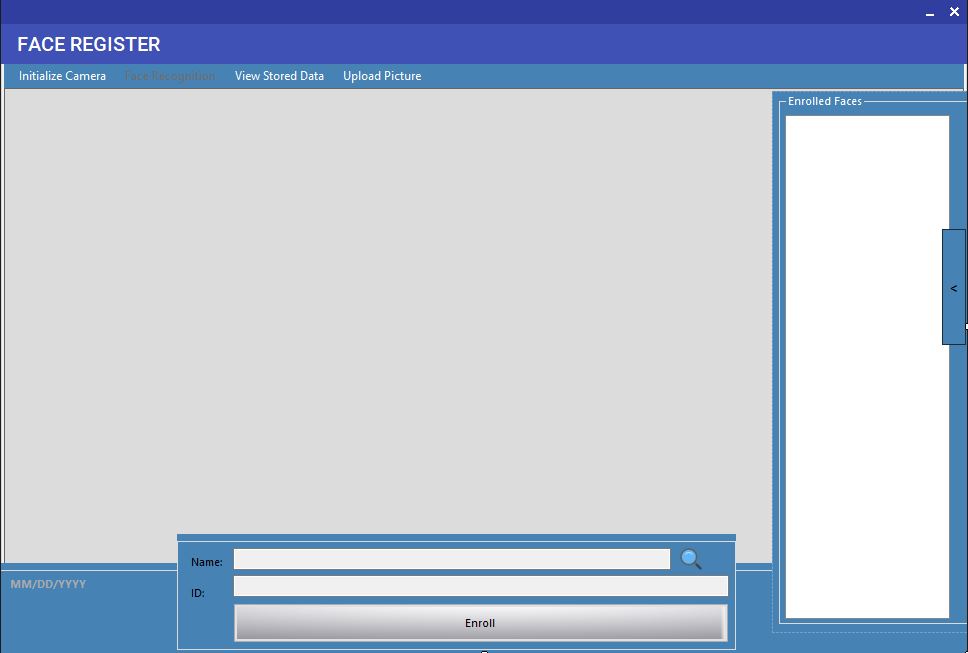 FACE REGISTER
Initialize Camera Face Recognition View Stored Data Upload Picture
Enrolled Faces
<
Name:
MM/DD/YYYY
ID:
Enroll